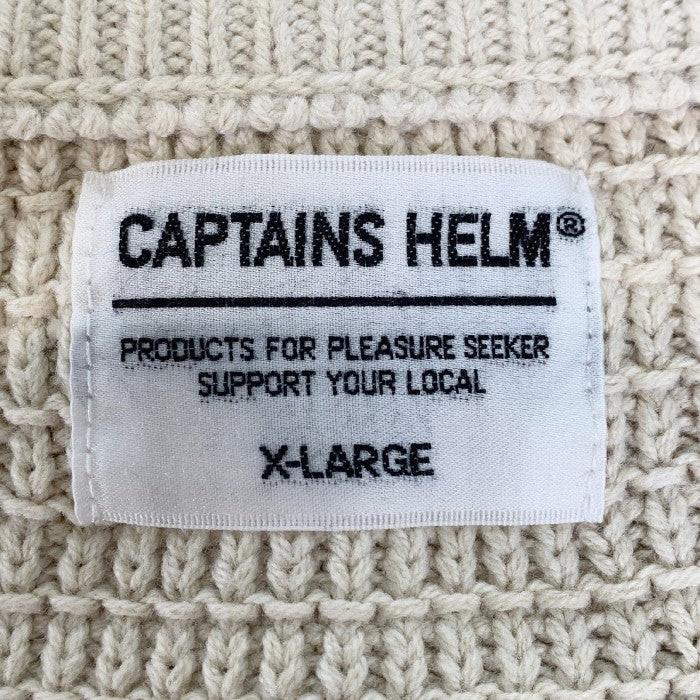 CAPTAINS HELM®
PRODUCTS FOR PLEASURE SEEKER
SUPPORT YOUR LOCAL
X-LARGE